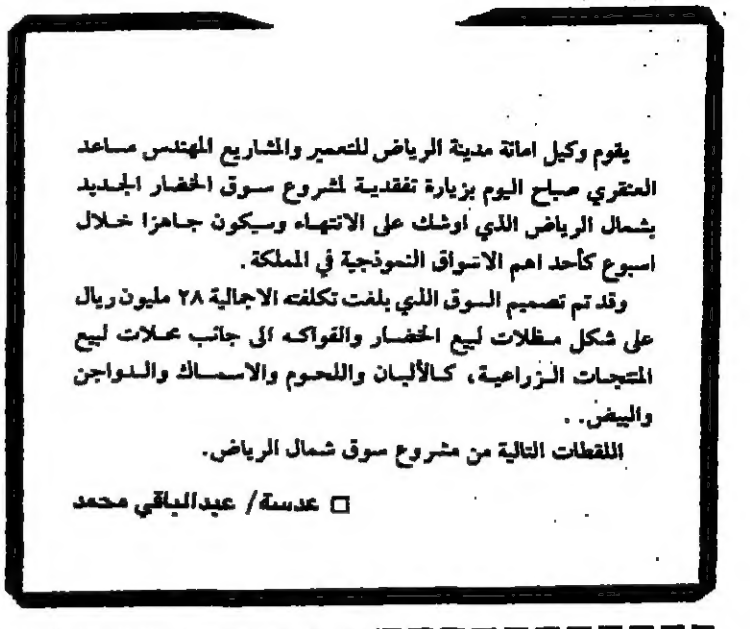 يقوم وكيل امانة مدينة الرياض للتعمير والمشاريع المهندس مساعد
العنقري صباح اليوم بزيارة تفقدية لمشروع سوق الخضار الجديد
بشمال الرياض الذي اوشك على الانتهاء وسيكون جاهزا خلال
اسبوع كأحد اهم الاسواق النموذجية في المملكة.
وقد تم تصميم السوق الذي بلغت تكلفته الاجمالية ٢٨ مليون ريال
على شكل مظلات لبيع الخضار والفواكه الى جانب محلات لبيع
المنتجات الزراعية، كالألبان واللحوم والاسماك والدواجن
والبيض. .
اللقطات التالية من مشروع سوق شمال الرياض.
□ عدسة/ عبدالباقي محمد